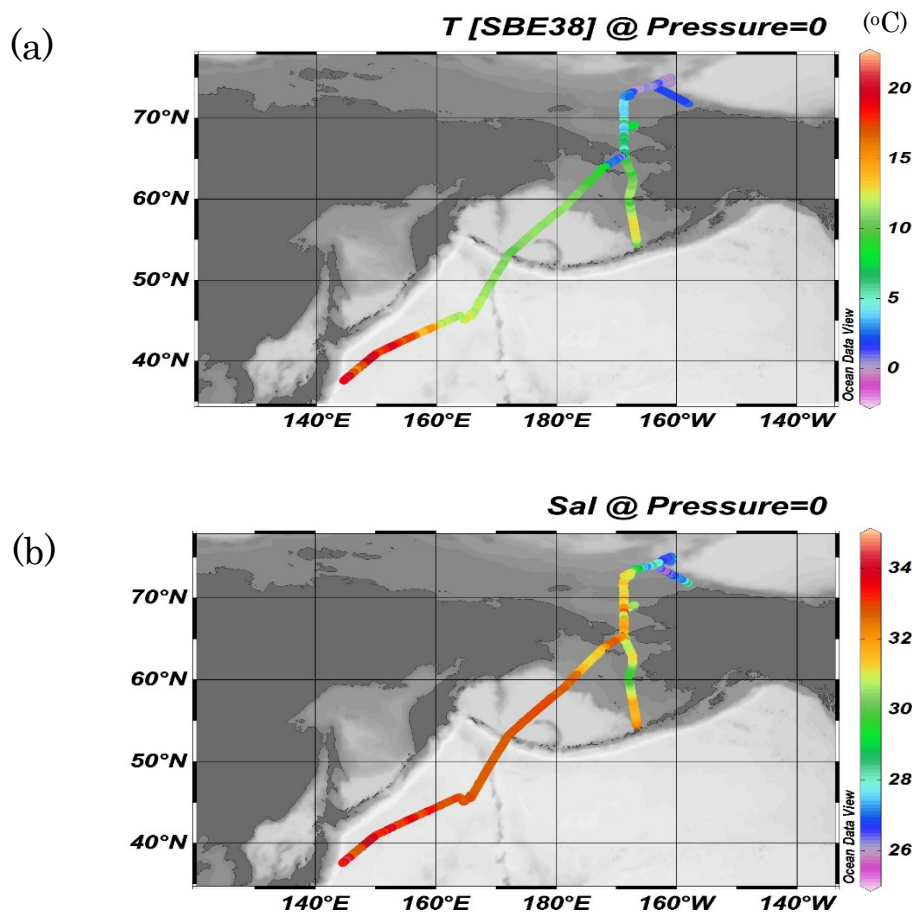 (a)
T [SBE38] @ Pressure=0
(oC)
70°N
60°N
50°N
40°N
140°E 160°E 180°E 160°W 140°W
20
15
10
5
0
Ocean Data View
(b)
Sal @ Pressure=0
70°N
60°N
50°N
40°N
140°E 160°E 180°E 160°W 140°W
34
32
30
28
26
Ocean Data View